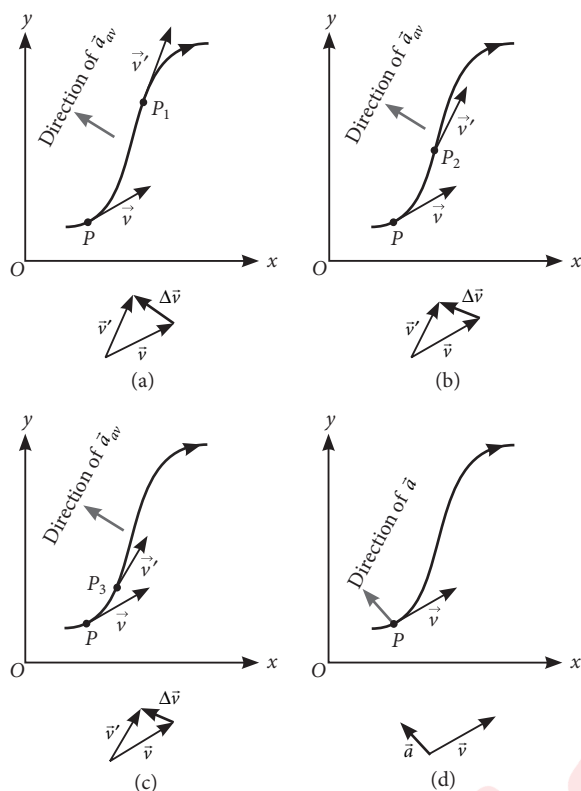 y
Direction of a⃗av
v⃗′
P1
P
v⃗
O
x
Δv⃗
v⃗′
v⃗
(a)
y
Direction of a⃗av
v⃗′
P2
P
v⃗
O
x
Δv⃗
v⃗′
v⃗
(b)
y
Direction of a⃗av
P3
v⃗′
v⃗
P
O
x
Δv⃗
v⃗′
v⃗
(c)
y
Direction of a⃗
P
v⃗
O
x
a⃗
v⃗
(d)